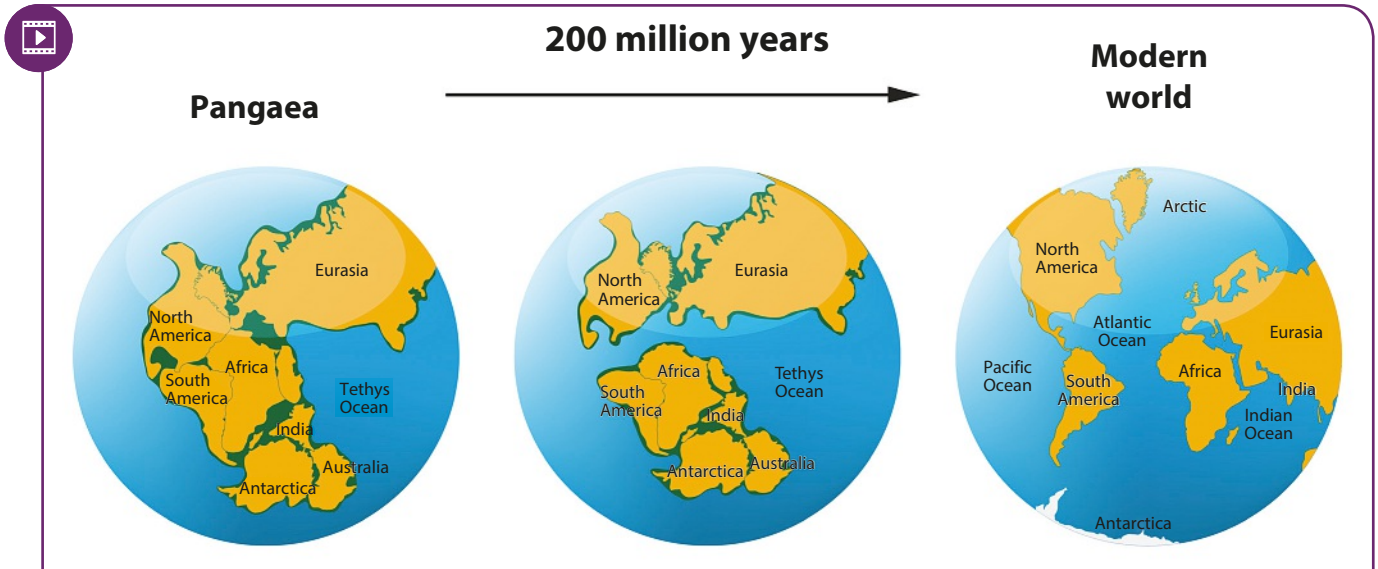 200 million years
Modern
world
Pangaea
Eurasia
North
America
Africa
South
America
Tethys
Ocean
India
Australia
Antarctica
Eurasia
North
America
Africa
Tethys
Ocean
South
America
India
Antarctica
Australia
Arctic
North
America
Atlantic
Ocean
Eurasia
Pacific
Ocean
South
America
Africa
India
Indian
Ocean
Antarctica